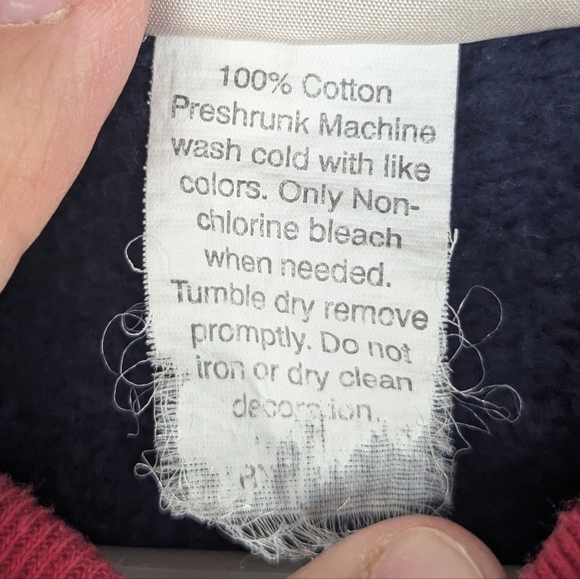 100% Cotton
Preshrunk Machine
wash cold with like
colors. Only Non-
chlorine bleach
when needed.
Tumble dry remove
promptly. Do not
iron or dry clean
decoration.